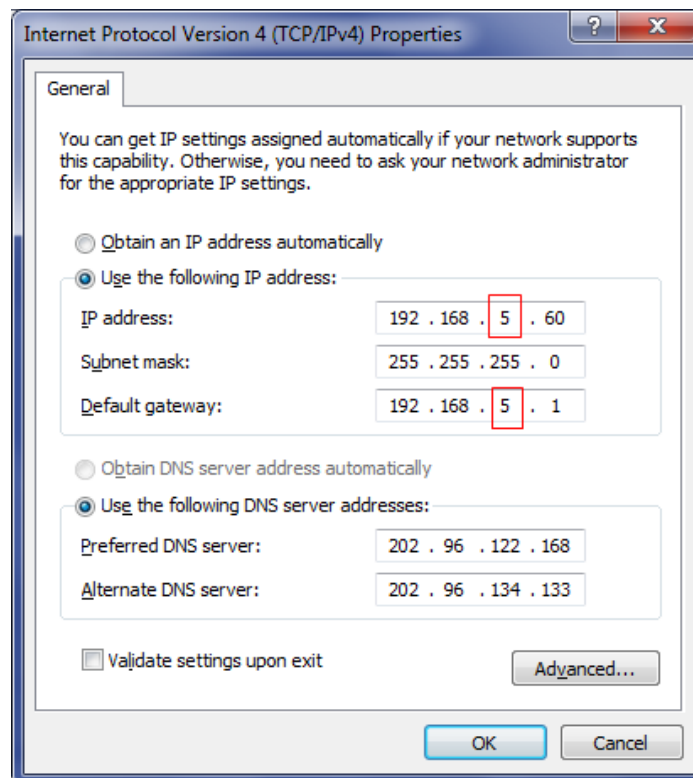 Internet Protocol Version 4 (TCP/IPv4) Properties
?
General
You can get IP settings assigned automatically if your network supports
this capability. Otherwise, you need to ask your network administrator
for the appropriate IP settings.
Obtain an IP address automatically
Use the following IP address:
IP address: 192 . 168 . 5 . 60
Subnet mask: 255 . 255 . 255 . 0
Default gateway: 192 . 168 . 5 . 1
Obtain DNS server address automatically
Use the following DNS server addresses:
Preferred DNS server: 202 . 96 . 122 . 168
Alternate DNS server: 202 . 96 . 134 . 133
Validate settings upon exit
Advanced...
OK Cancel